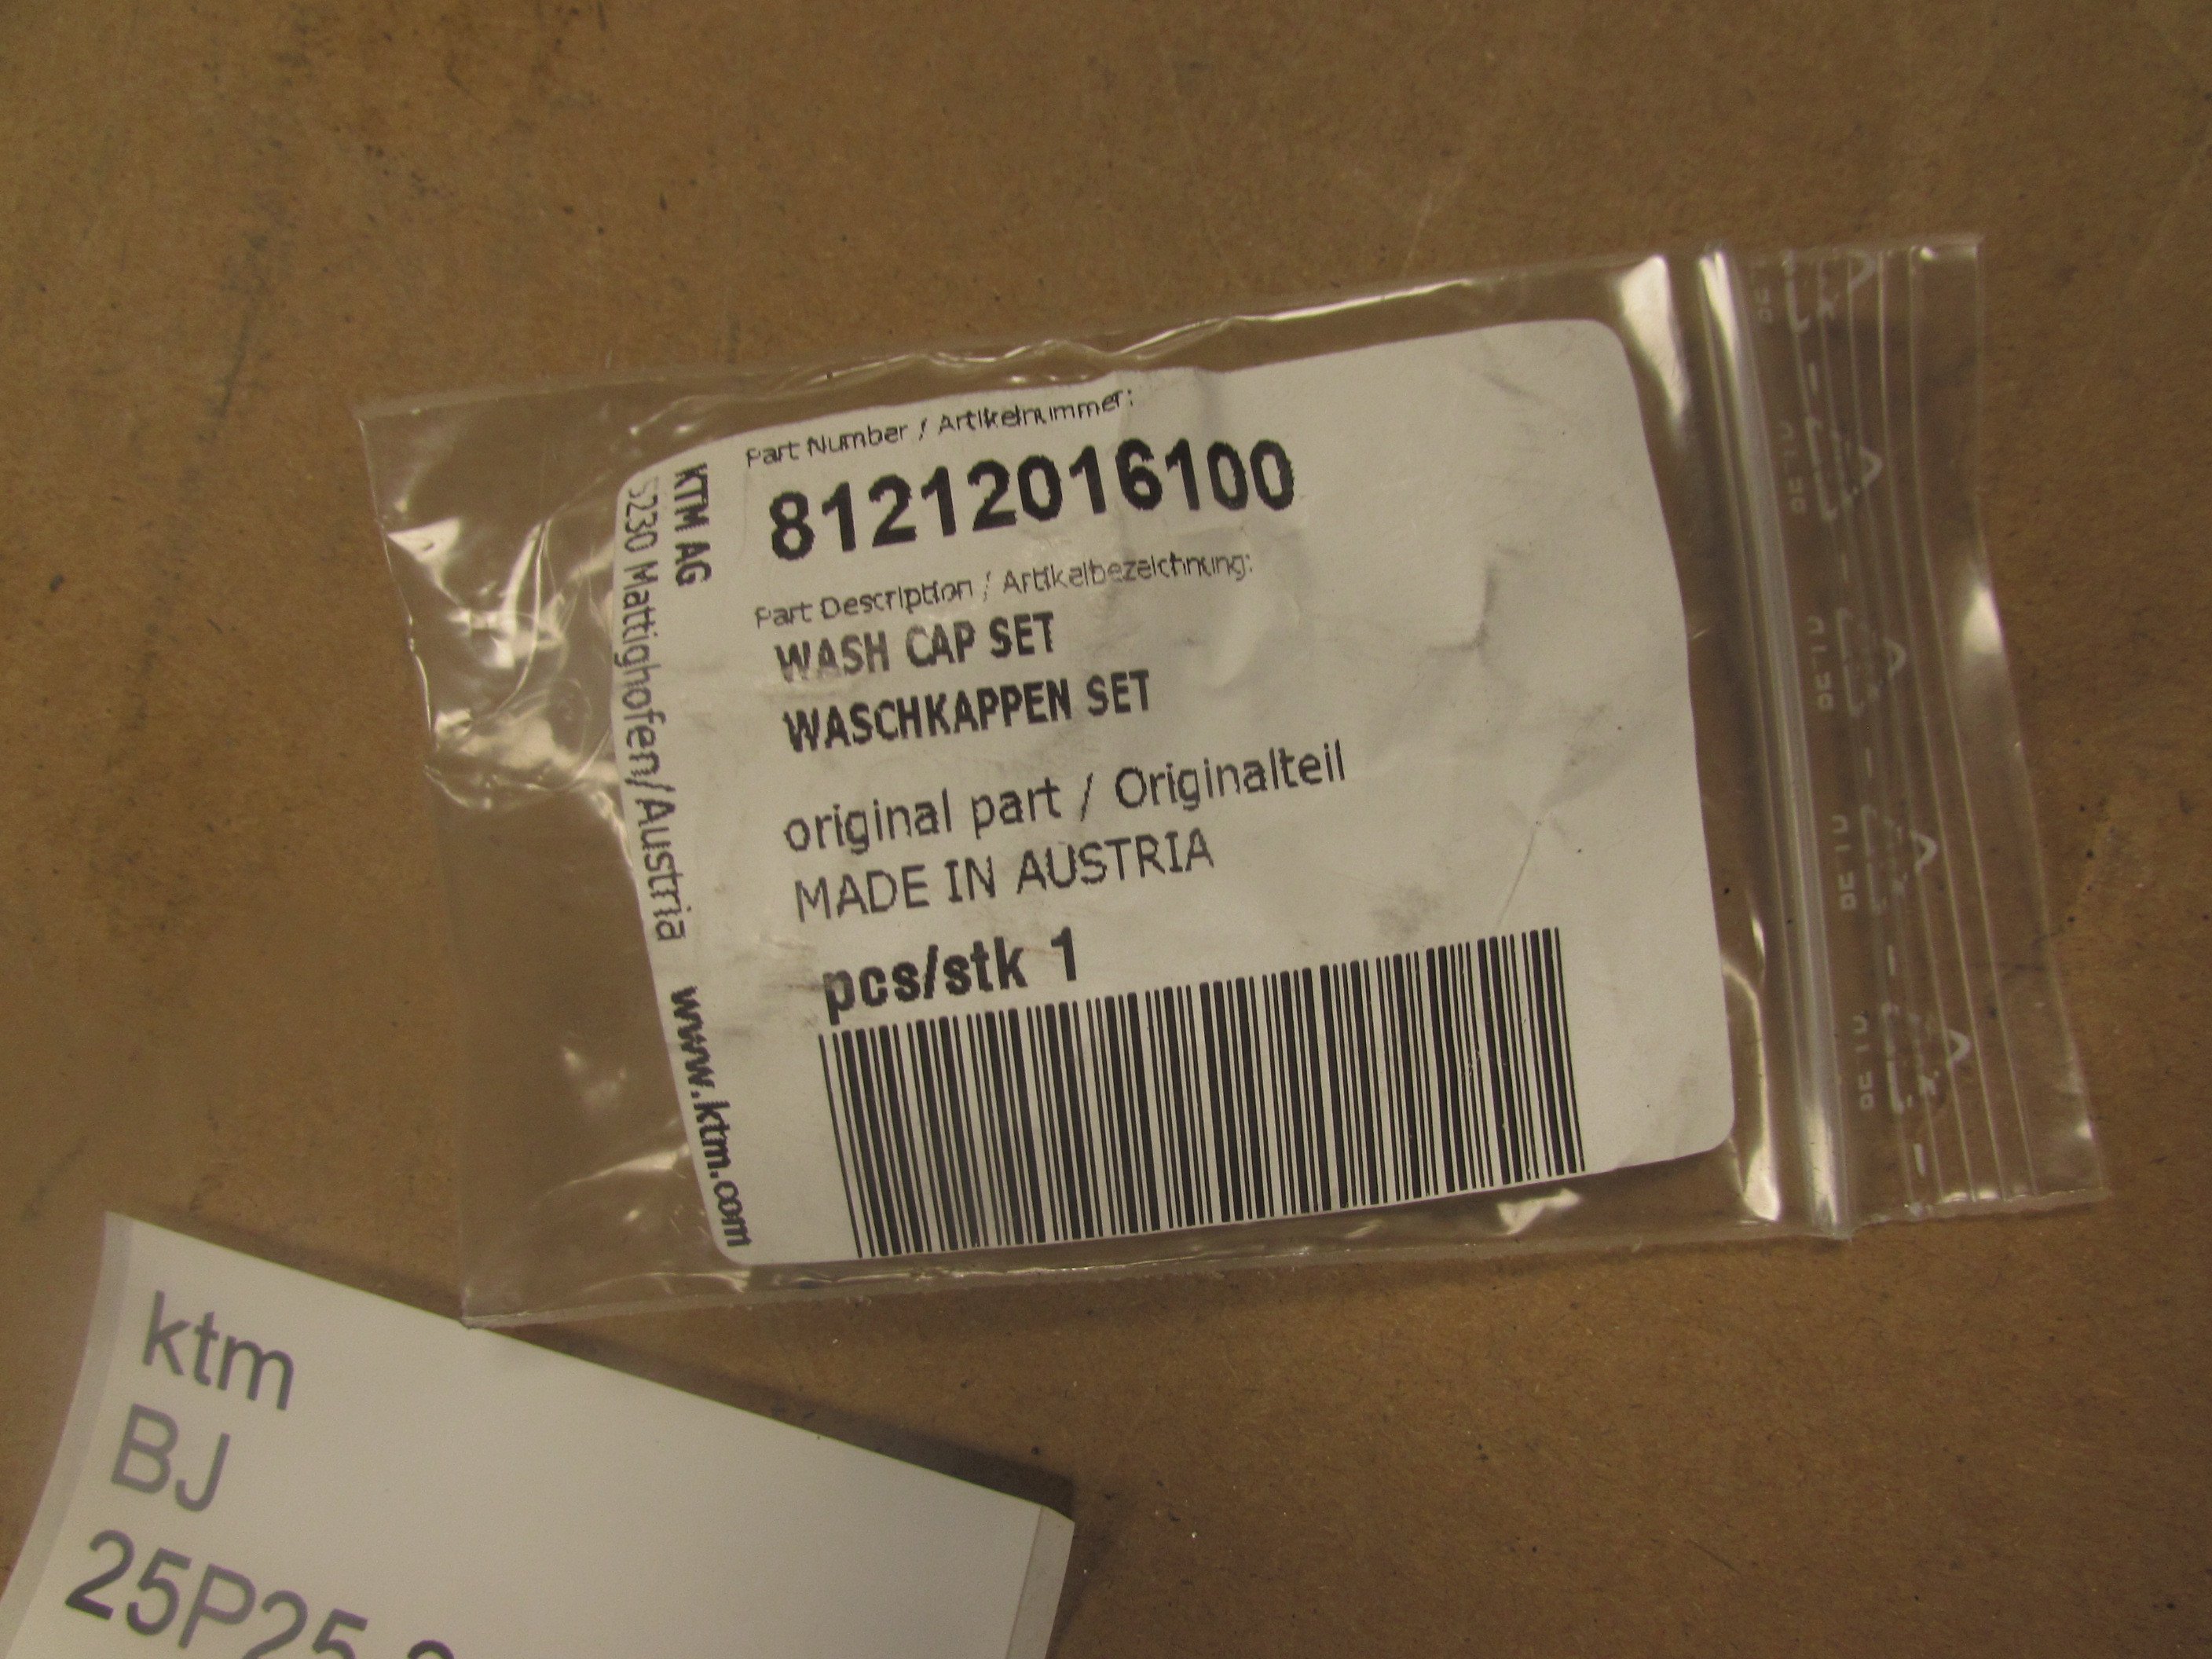 Part Number / Artikelnummer:
81212016100
Part Description / Artikelbezeichnung:
WASH CAP SET
WASCHKAPPEN SET
original part / Originalteil
MADE IN AUSTRIA
pcs/stk 1
KTM AG
5230 Mattighofen/Austria
www.ktm.com
ktm
BJ
25P25